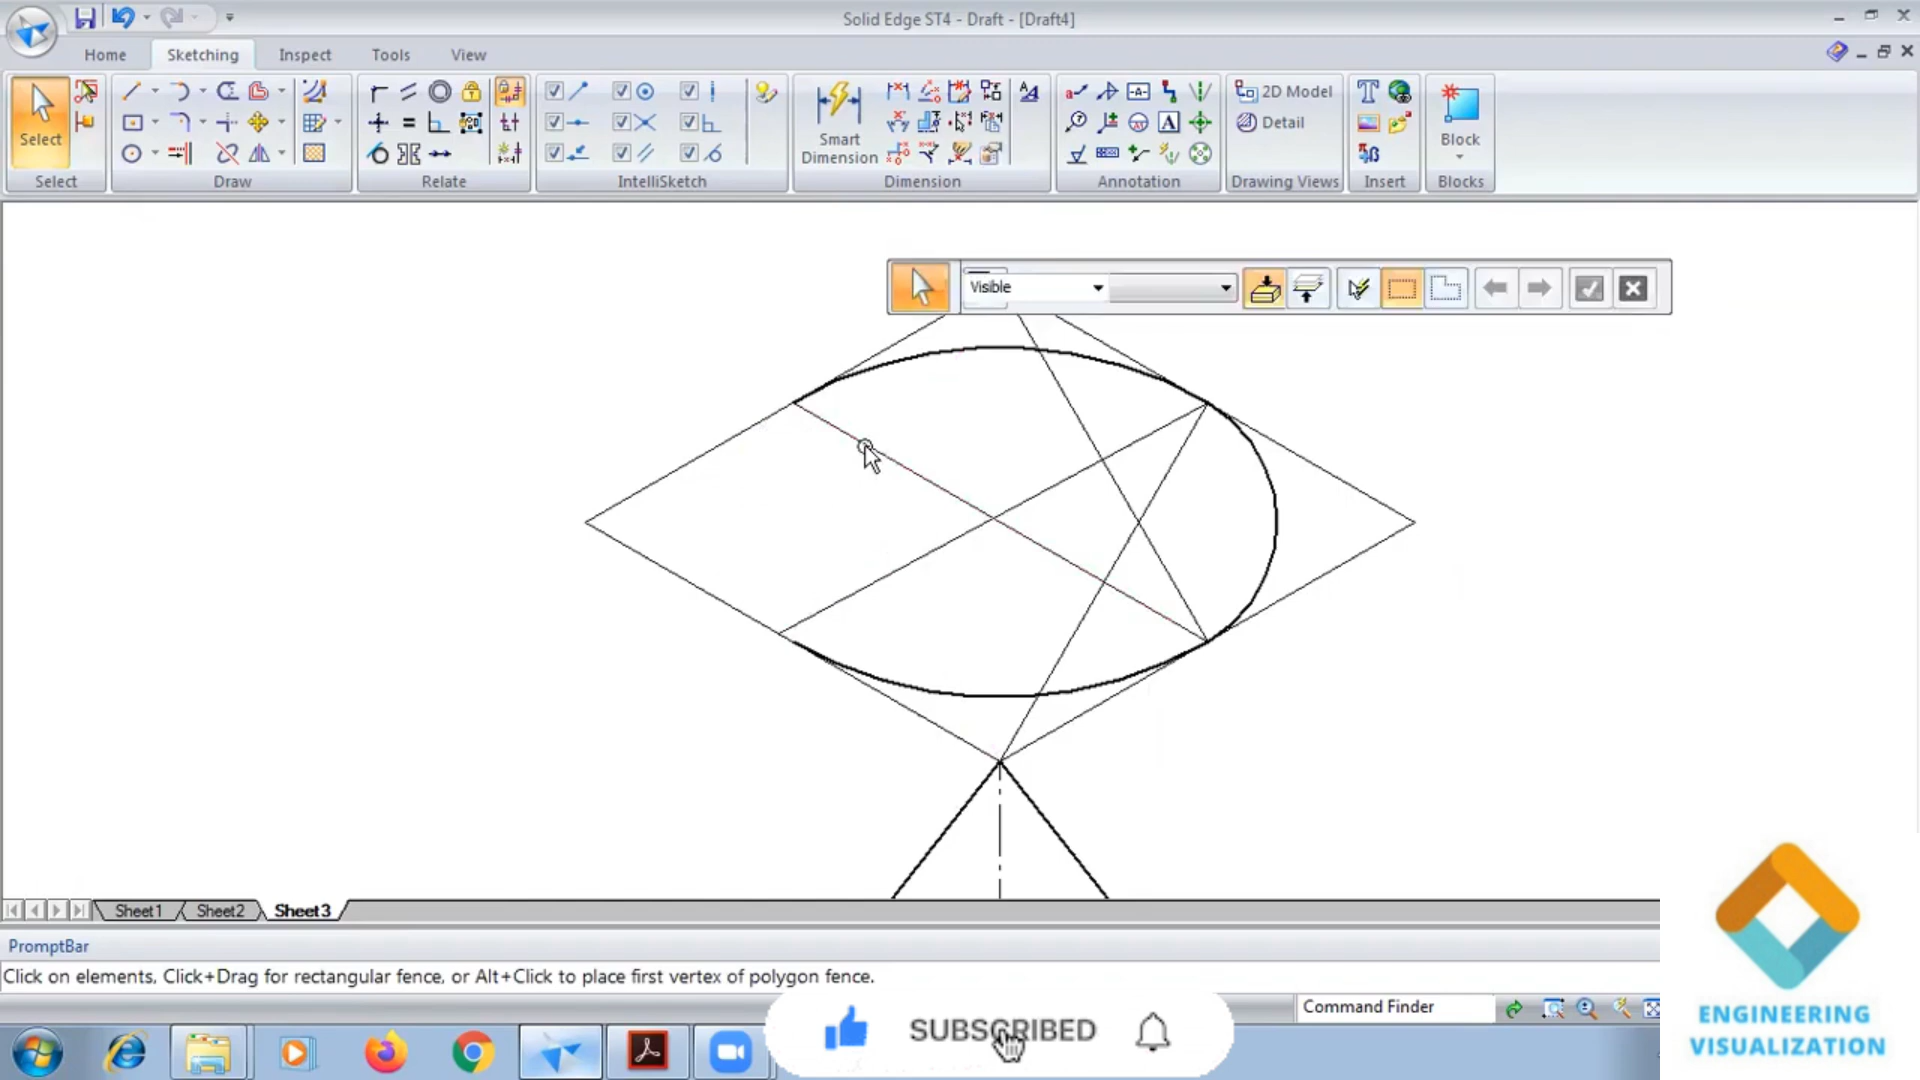 Solid Edge ST4 - Draft - [Draft4]
Home Sketching Inspect Tools View
Select
Smart
Dimension
A
2D Model
Detail
Block
Select Draw Relate IntelliSketch Dimension Annotation Drawing Views Insert Blocks
Visible
Sheet1 Sheet2 Sheet3
PromptBar
Click on elements, Click+Drag for rectangular fence, or Alt+Click to place first vertex of polygon fence.
Command Finder
SUBSCRIBED
ENGINEERING
VISUALIZATION